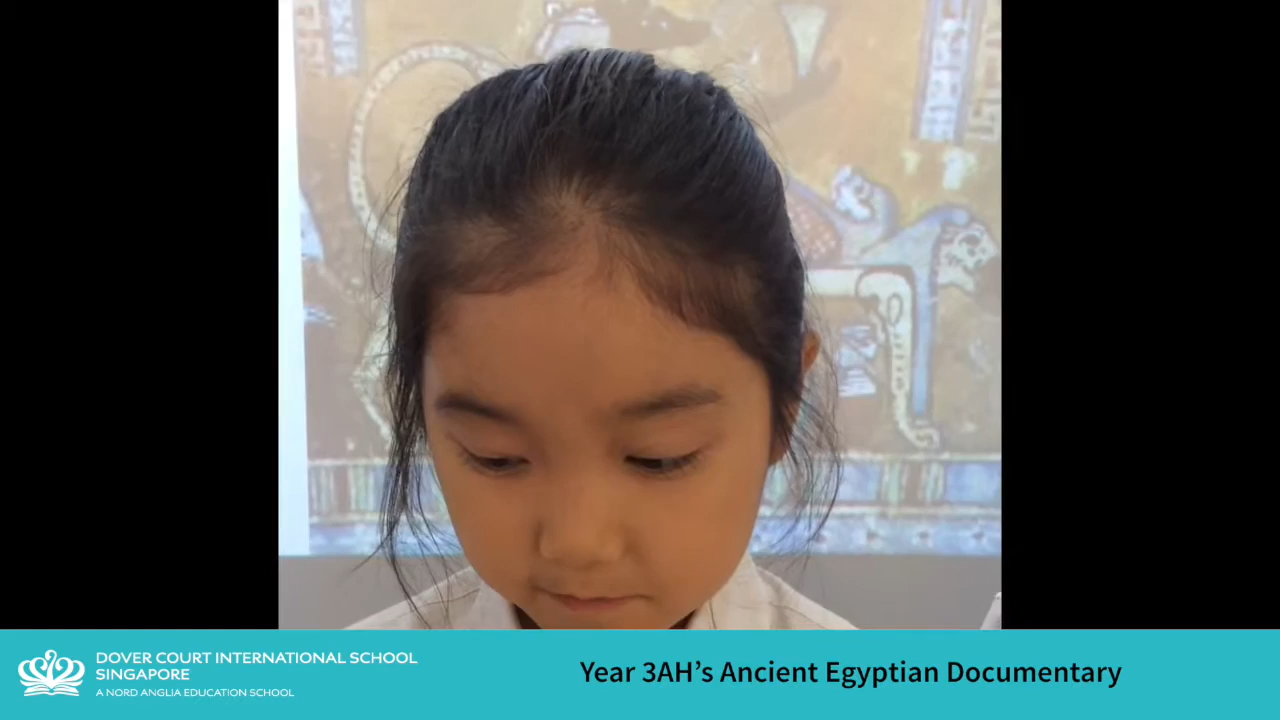 DOVER COURT INTERNATIONAL SCHOOL
SINGAPORE
A NORD ANGLIA EDUCATION SCHOOL
Year 3AH's Ancient Egyptian Documentary